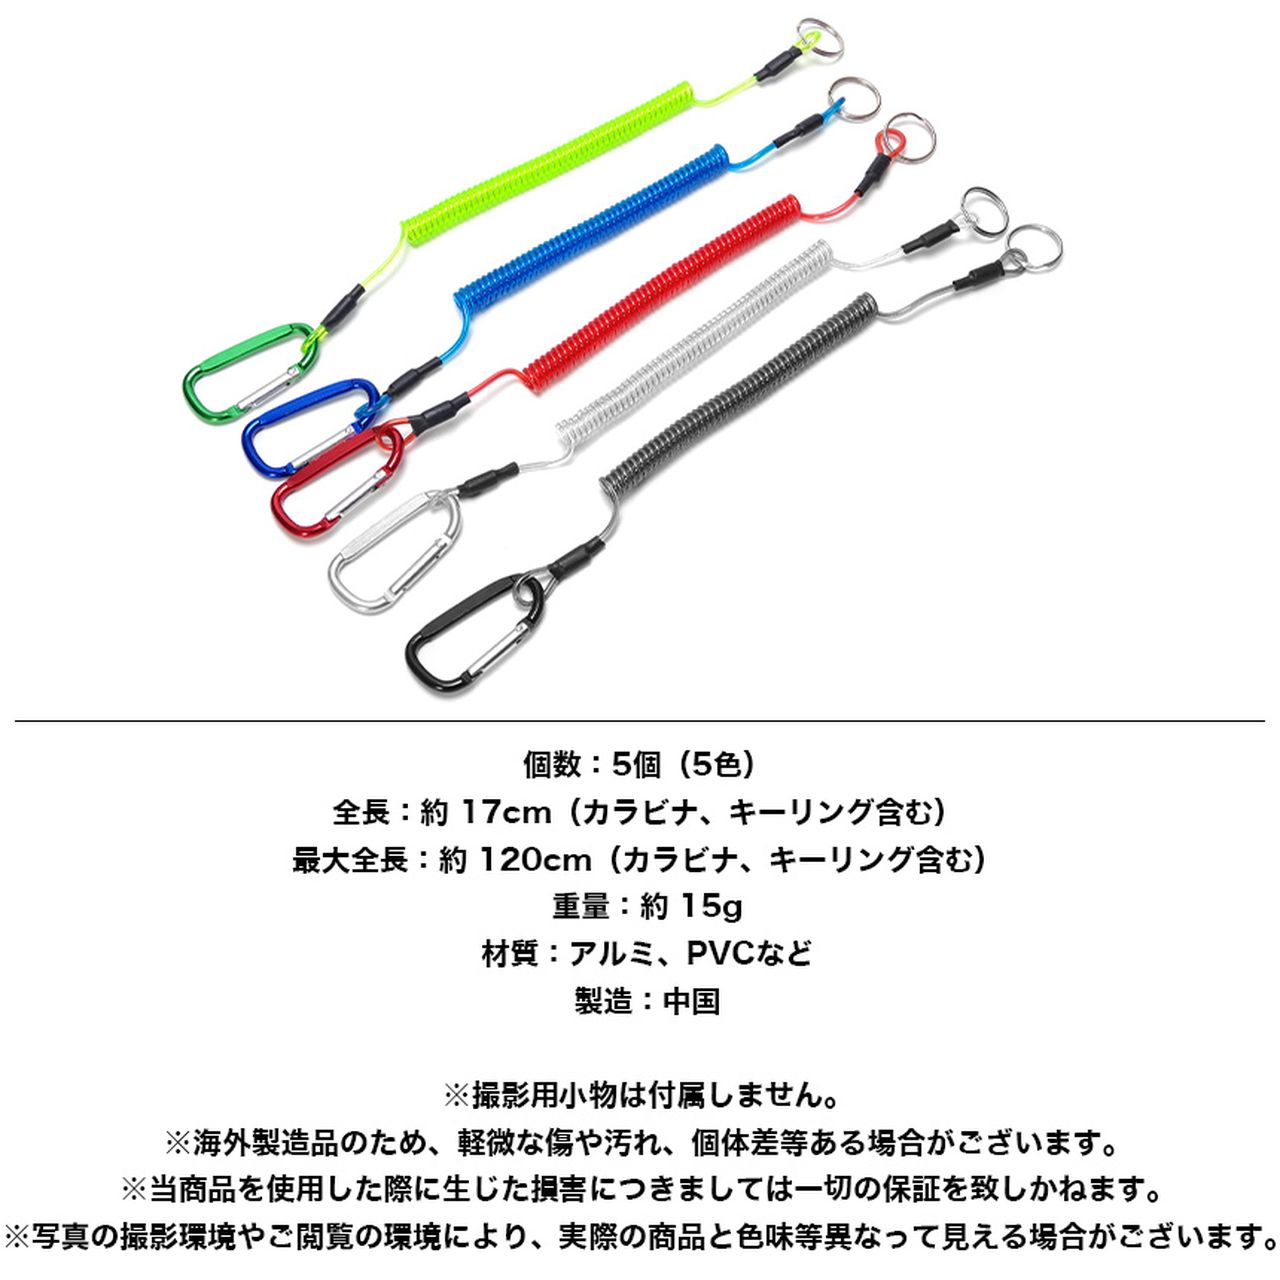 個数：5個（5色）
全長：約 17cm（カラビナ、キーリング含む）
最大全長：約 120cm（カラビナ、キーリング含む）
重量：約 15g
材質：アルミ、PVCなど
製造：中国
※撮影用小物は付属しません。
※海外製造品のため、軽微な傷や汚れ、個体差等ある場合がございます。
※当商品を使用した際に生じた損害につきましては一切の保証を致しかねます。
※写真の撮影環境やご閲覧の環境により、実際の商品と色味等異なって見える場合がございます。